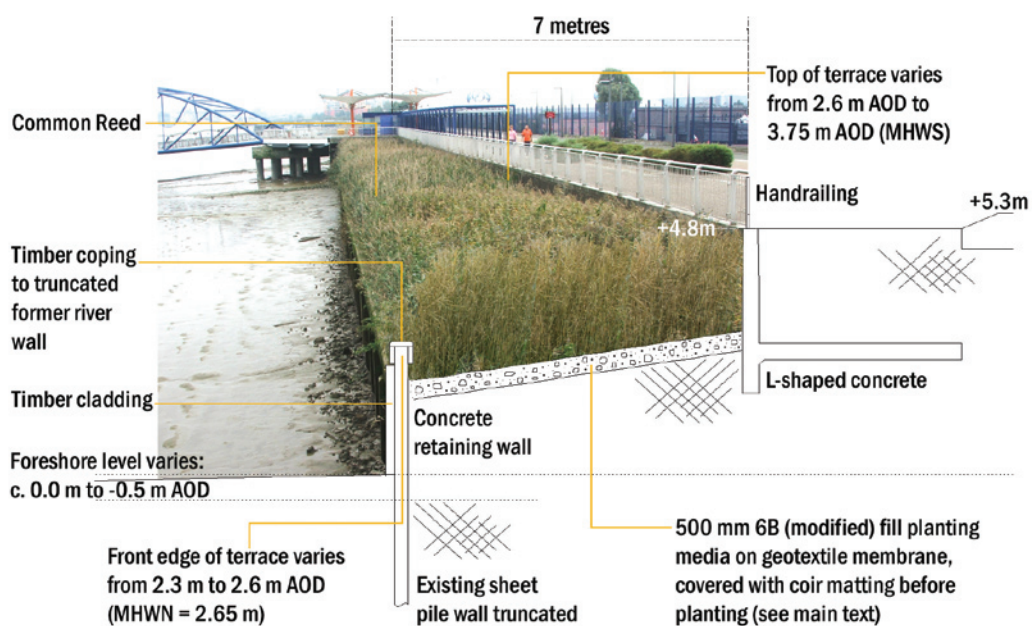 7 metres
Common Reed
Top of terrace varies
from 2.6 m AOD to
3.75 m AOD (MHWS)
Handrailing
+5.3m
+4.8m
Timber coping
to truncated
former river
wall
Timber cladding
Concrete
retaining wall
L-shaped concrete
Foreshore level varies:
c. 0.0 m to -0.5 m AOD
Front edge of terrace varies
from 2.3 m to 2.6 m AOD
(MHWN = 2.65 m)
Existing sheet
pile wall truncated
500 mm 6B (modified) fill planting
media on geotextile membrane,
covered with coir matting before
planting (see main text)